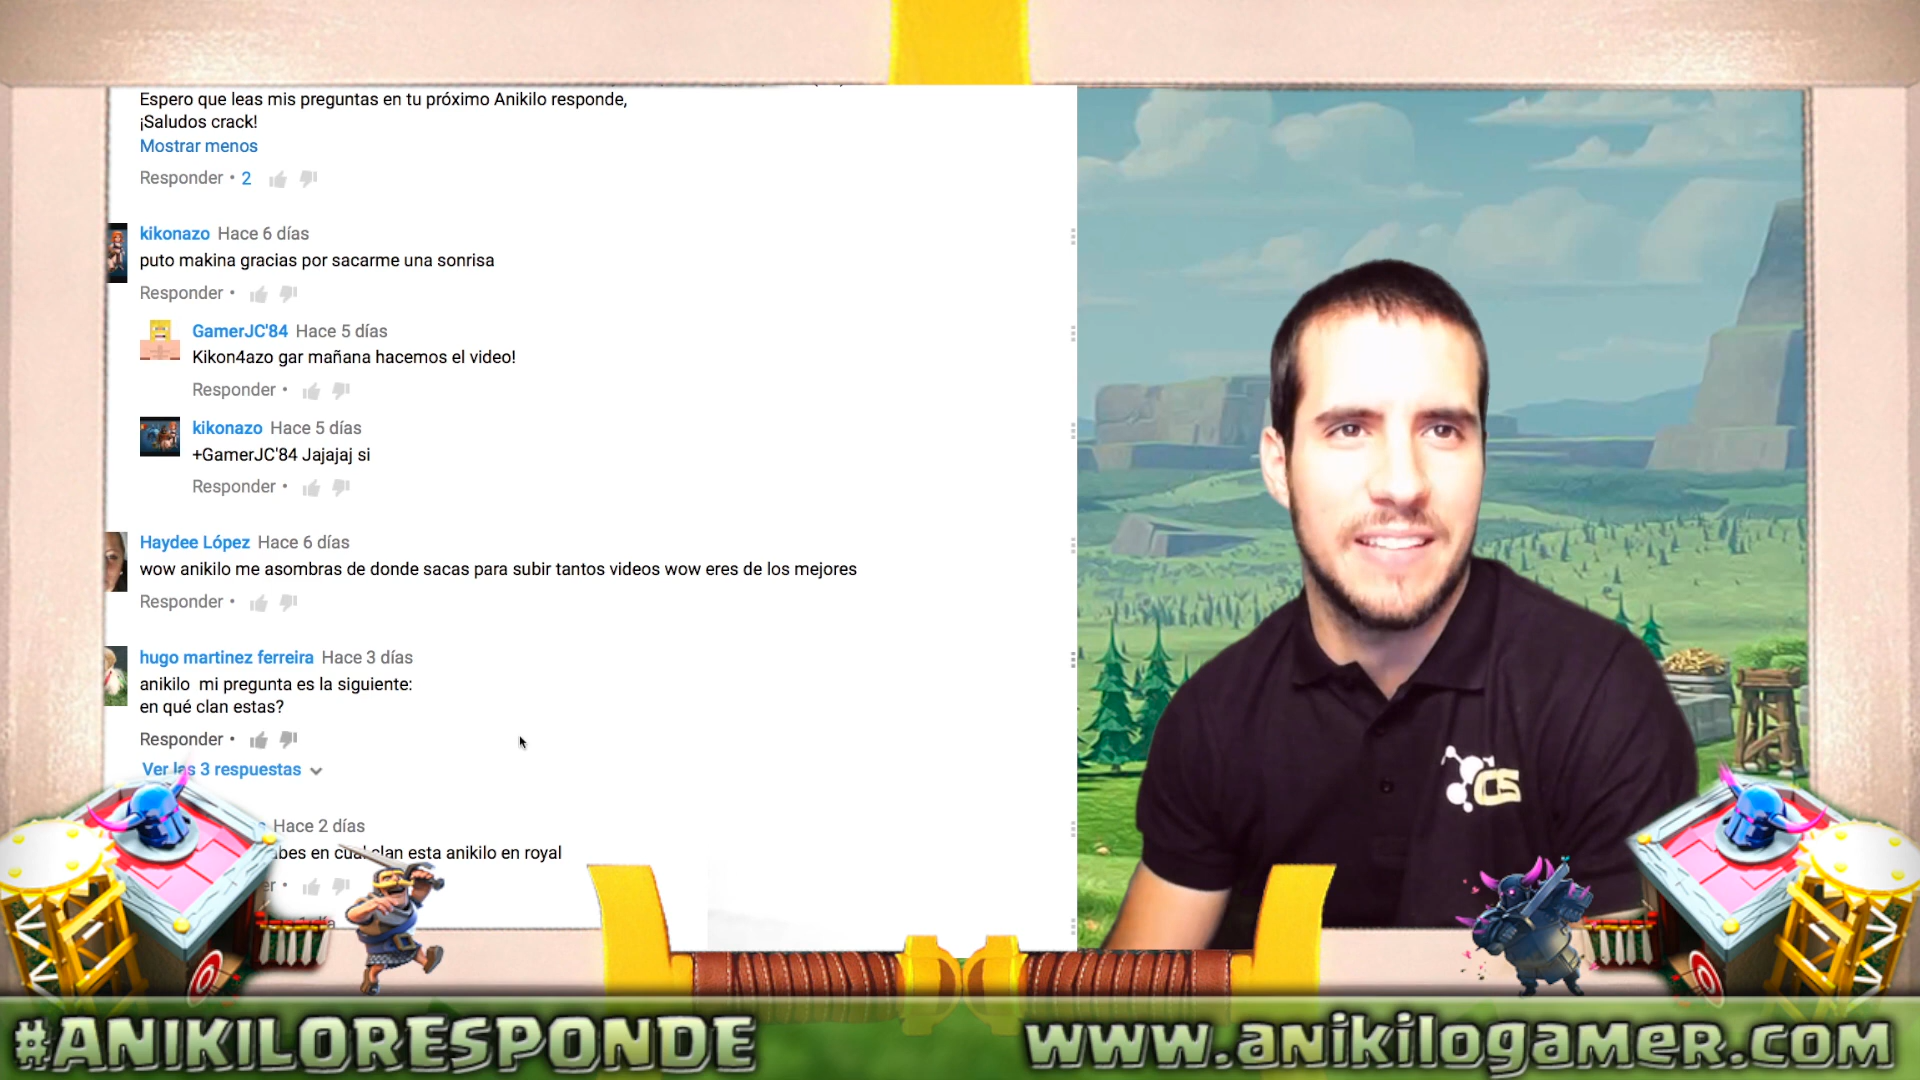 Espero que leas mis preguntas en tu próximo Anikilo responde,
¡Saludos crack!
Mostrar menos
Responder • 2
kikonazo Hace 6 días
puto makina gracias por sacarme una sonrisa
Responder •
GamerJC'84 Hace 5 días
Kikon4azo gar mañana hacemos el video!
Responder •
kikonazo Hace 5 días
+GamerJC'84 Jajajaj si
Responder •
Haydee López Hace 6 días
wow anikilo me asombras de donde sacas para subir tantos videos wow eres de los mejores
Responder •
hugo martinez ferreira Hace 3 días
anikilo mi pregunta es la siguiente:
en qué clan estas?
Responder •
Ver las 3 respuestas
Hace 2 días
en cual clan esta anikilo en royal
CS
#ANIKILORESPONDE
www.anikilogamer.com